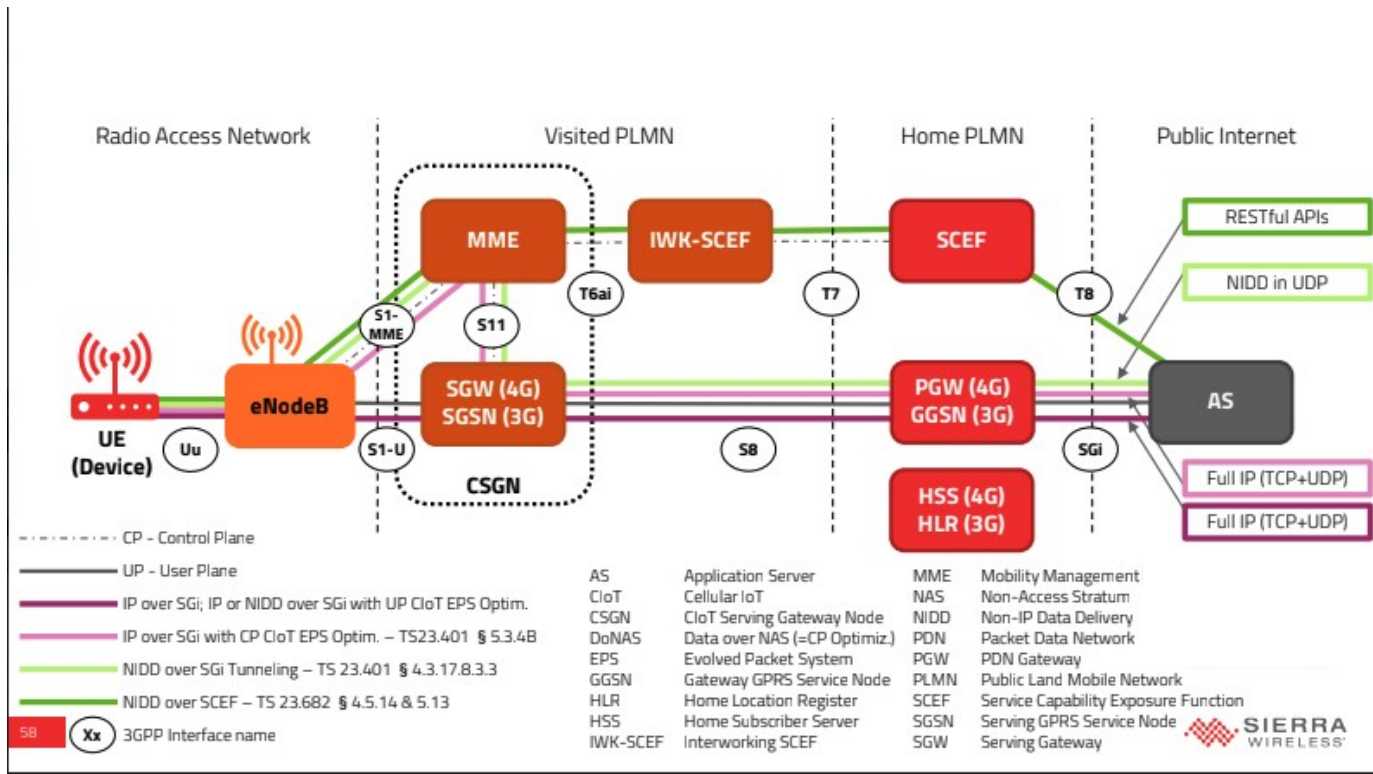 Radio Access Network
Visited PLMN
Home PLMN
Public Internet
MME
IWK-SCEF
SCEF
RESTful APIs
NIDD in UDP
S1-
MME
S11
T6ai
T7
T8
UE
(Device)
Uu
eNodeB
S1-U
SGW (4G)
SGSN (3G)
CSGN
S8
PGW (4G)
GGSN (3G)
SGi
AS
HSS (4G)
HLR (3G)
Full IP (TCP+UDP)
Full IP (TCP+UDP)
CP - Control Plane
UP - User Plane
IP over SGi; IP or NIDD over SGi with UP CIoT EPS Optim.
IP over SGi with CP CIoT EPS Optim. – TS23.401 § 5.3.4B
NIDD over SGi Tunneling – TS 23.401 § 4.3.17.8.3.3
NIDD over SCEF – TS 23.682 § 4.5.14 & 5.13
58
Xx 3GPP Interface name
AS Application Server
CIoT Cellular IoT
CSGN CIoT Serving Gateway Node
DoNAS Data over NAS (=CP Optimiz.)
EPS Evolved Packet System
GGSN Gateway GPRS Service Node
HLR Home Location Register
HSS Home Subscriber Server
IWK-SCEF Interworking SCEF
MME Mobility Management
NAS Non-Access Stratum
NIDD Non-IP Data Delivery
PDN Packet Data Network
PGW PDN Gateway
PLMN Public Land Mobile Network
SCEF Service Capability Exposure Function
SGSN Serving GPRS Service Node
SGW Serving Gateway
SIERRA
WIRELESS